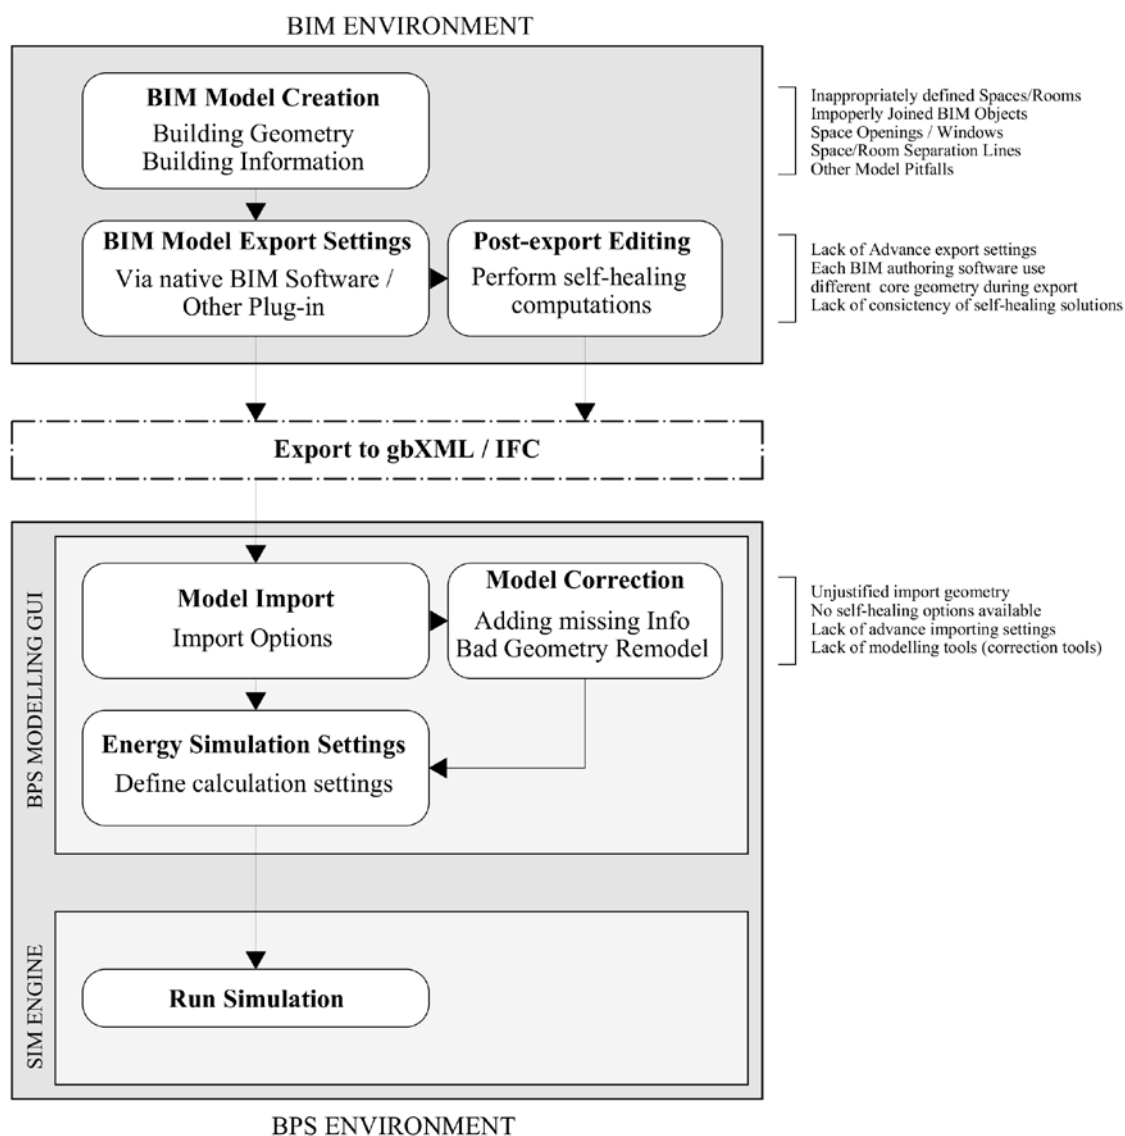 BIM ENVIRONMENT
BIM Model Creation
Building Geometry
Building Information
Inappropriately defined Spaces/Rooms
Impoperly Joined BIM Objects
Space Openings / Windows
Space/Room Separation Lines
Other Model Pitfalls
BIM Model Export Settings
Via native BIM Software /
Other Plug-in
Post-export Editing
Perform self-healing
computations
Lack of Advance export settings
Each BIM authoring software use
different core geometry during export
Lack of consictency of self-healing solutions
Export to gbXML / IFC
BPS MODELLING GUI
Model Import
Import Options
Model Correction
Adding missing Info
Bad Geometry Remodel
Unjustified import geometry
No self-healing options available
Lack of advance importing settings
Lack of modelling tools (correction tools)
Energy Simulation Settings
Define calculation settings
SIM ENGINE
Run Simulation
BPS ENVIRONMENT